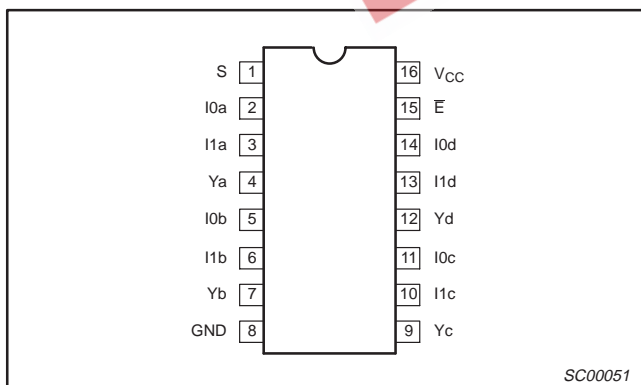 S 1 16 VCC
I0a 2 15 E̅
I1a 3 14 I0d
Ya 4 13 I1d
I0b 5 12 Yd
I1b 6 11 I0c
Yb 7 10 I1c
GND 8 9 Yc
SC00051